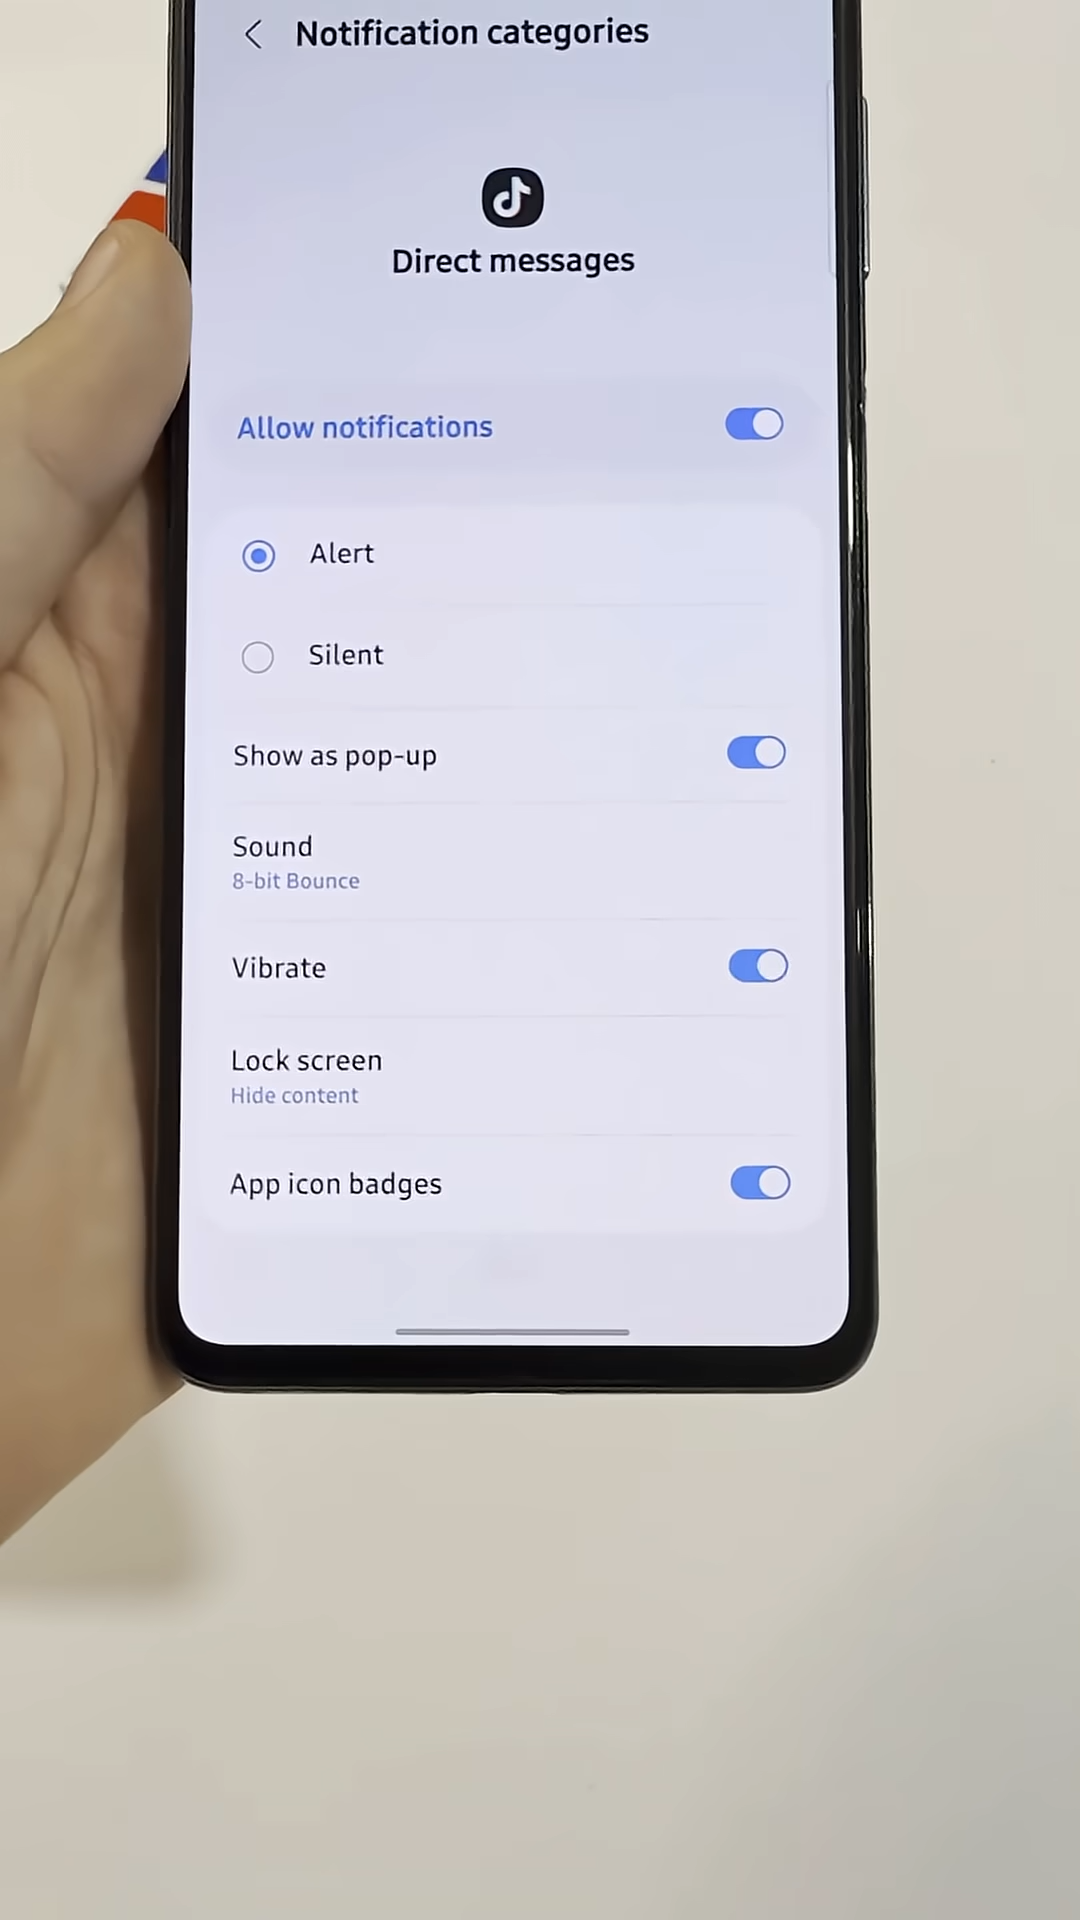 Notification categories
Direct messages
Allow notifications
Alert
Silent
Show as pop-up
Sound
8-bit Bounce
Vibrate
Lock screen
Hide content
App icon badges